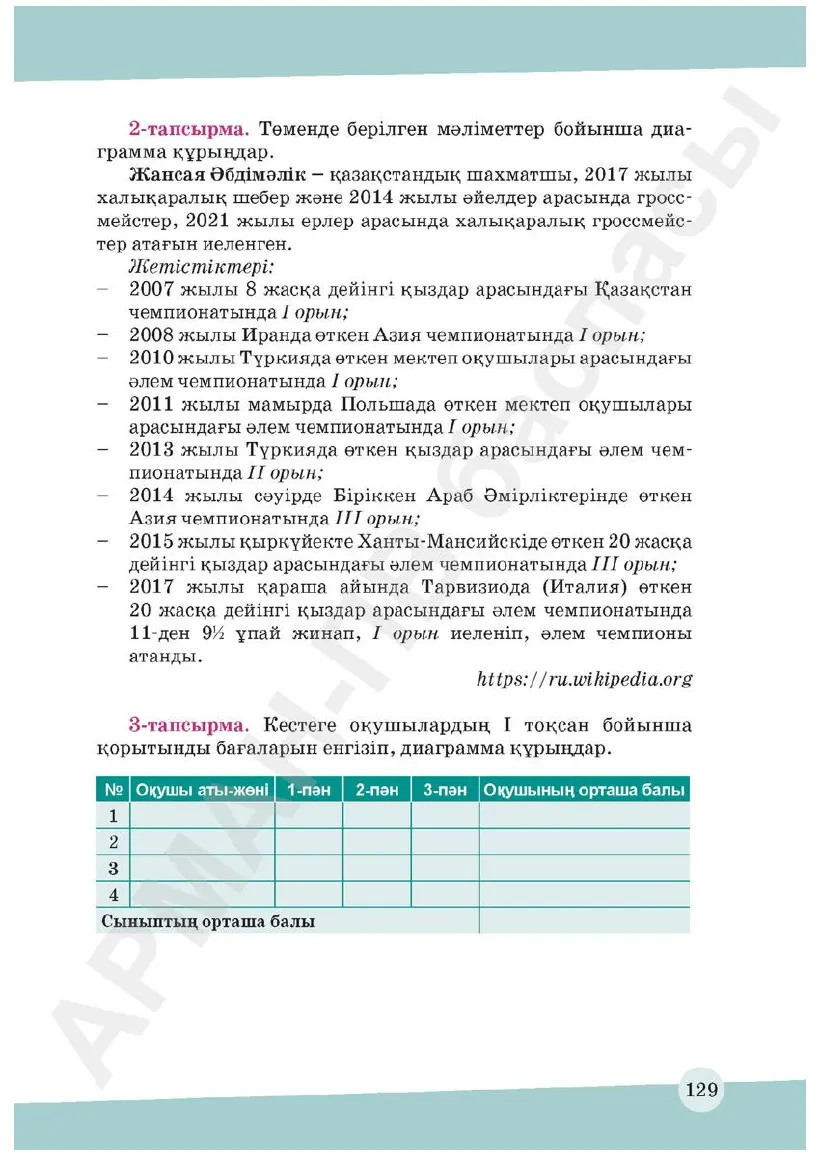 2-тапсырма. Төменде берілген мәліметтер бойынша диа-
грамма құрыңдар.
Жансая Әбдімәлік – қазақстандық шахматшы, 2017 жылы
халықаралық шебер және 2014 жылы әйелдер арасында гросс-
мейстер, 2021 жылы ерлер арасында халықаралық гроссмейс-
тер атағын иеленген.
Жетістіктері:
– 2007 жылы 8 жасқа дейінгі қыздар арасындағы Қазақстан
чемпионатында І орын;
– 2008 жылы Иранда өткен Азия чемпионатында І орын;
– 2010 жылы Түркияда өткен мектеп оқушылары арасындағы
әлем чемпионатында І орын;
– 2011 жылы мамырда Польшада өткен мектеп оқушылары
арасындағы әлем чемпионатында І орын;
– 2013 жылы Түркияда өткен қыздар арасындағы әлем чем-
пионатында ІІ орын;
– 2014 жылы сәуірде Біріккен Араб Әмірліктерінде өткен
Азия чемпионатында ІІІ орын;
– 2015 жылы қыркүйекте Ханты-Мансийскіде өткен 20 жасқа
дейінгі қыздар арасындағы әлем чемпионатында ІІІ орын;
– 2017 жылы қараша айында Тарвизиода (Италия) өткен
20 жасқа дейінгі қыздар арасындағы әлем чемпионатында
11-ден 9½ ұпай жинап, І орын иеленіп, әлем чемпионы
атанды.
https://ru.wikipedia.org
3-тапсырма. Кестеге оқушылардың І тоқсан бойынша
қорытынды бағаларын енгізіп, диаграмма құрыңдар.
№ Оқушы аты-жөні 1-пән 2-пән 3-пән Оқушының орташа балы
1
2
3
4
Сыныптың орташа балы
129
АРМАН-ПВ баспасы